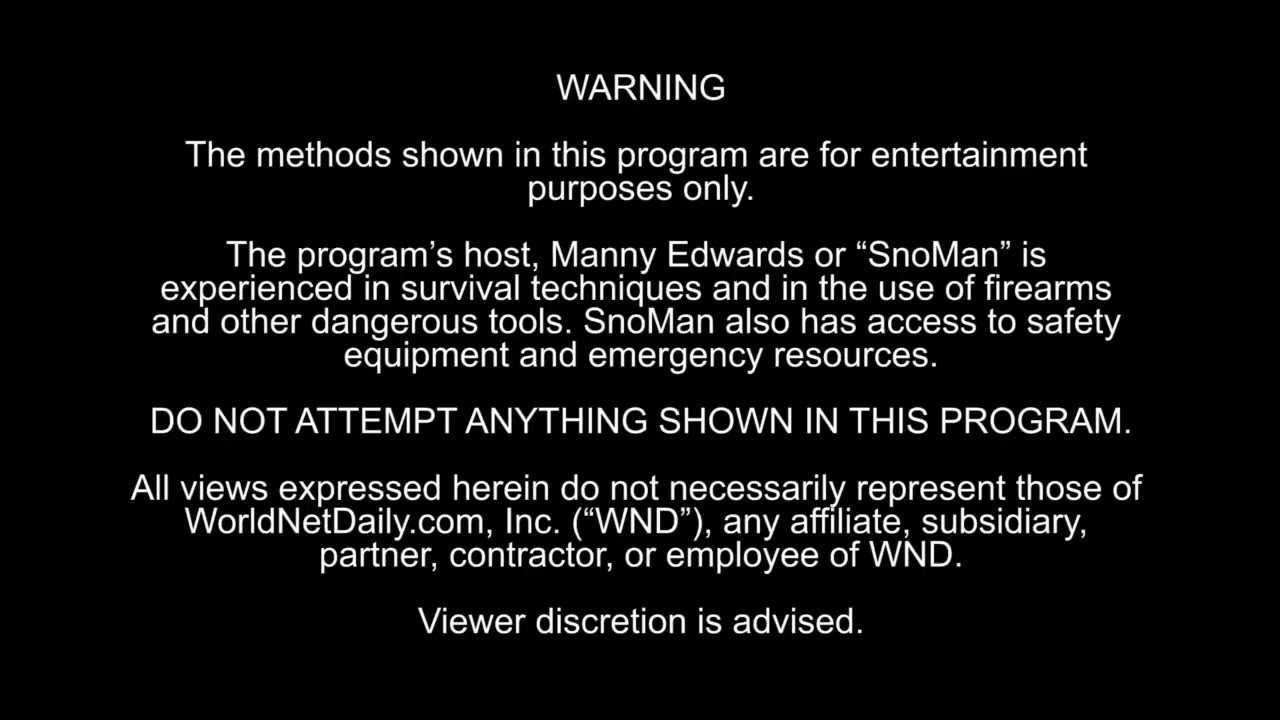 WARNING
The methods shown in this program are for entertainment
purposes only.
The program’s host, Manny Edwards or “SnoMan” is
experienced in survival techniques and in the use of firearms
and other dangerous tools. SnoMan also has access to safety
equipment and emergency resources.
DO NOT ATTEMPT ANYTHING SHOWN IN THIS PROGRAM.
All views expressed herein do not necessarily represent those of
WorldNetDaily.com, Inc. (“WND”), any affiliate, subsidiary,
partner, contractor, or employee of WND.
Viewer discretion is advised.